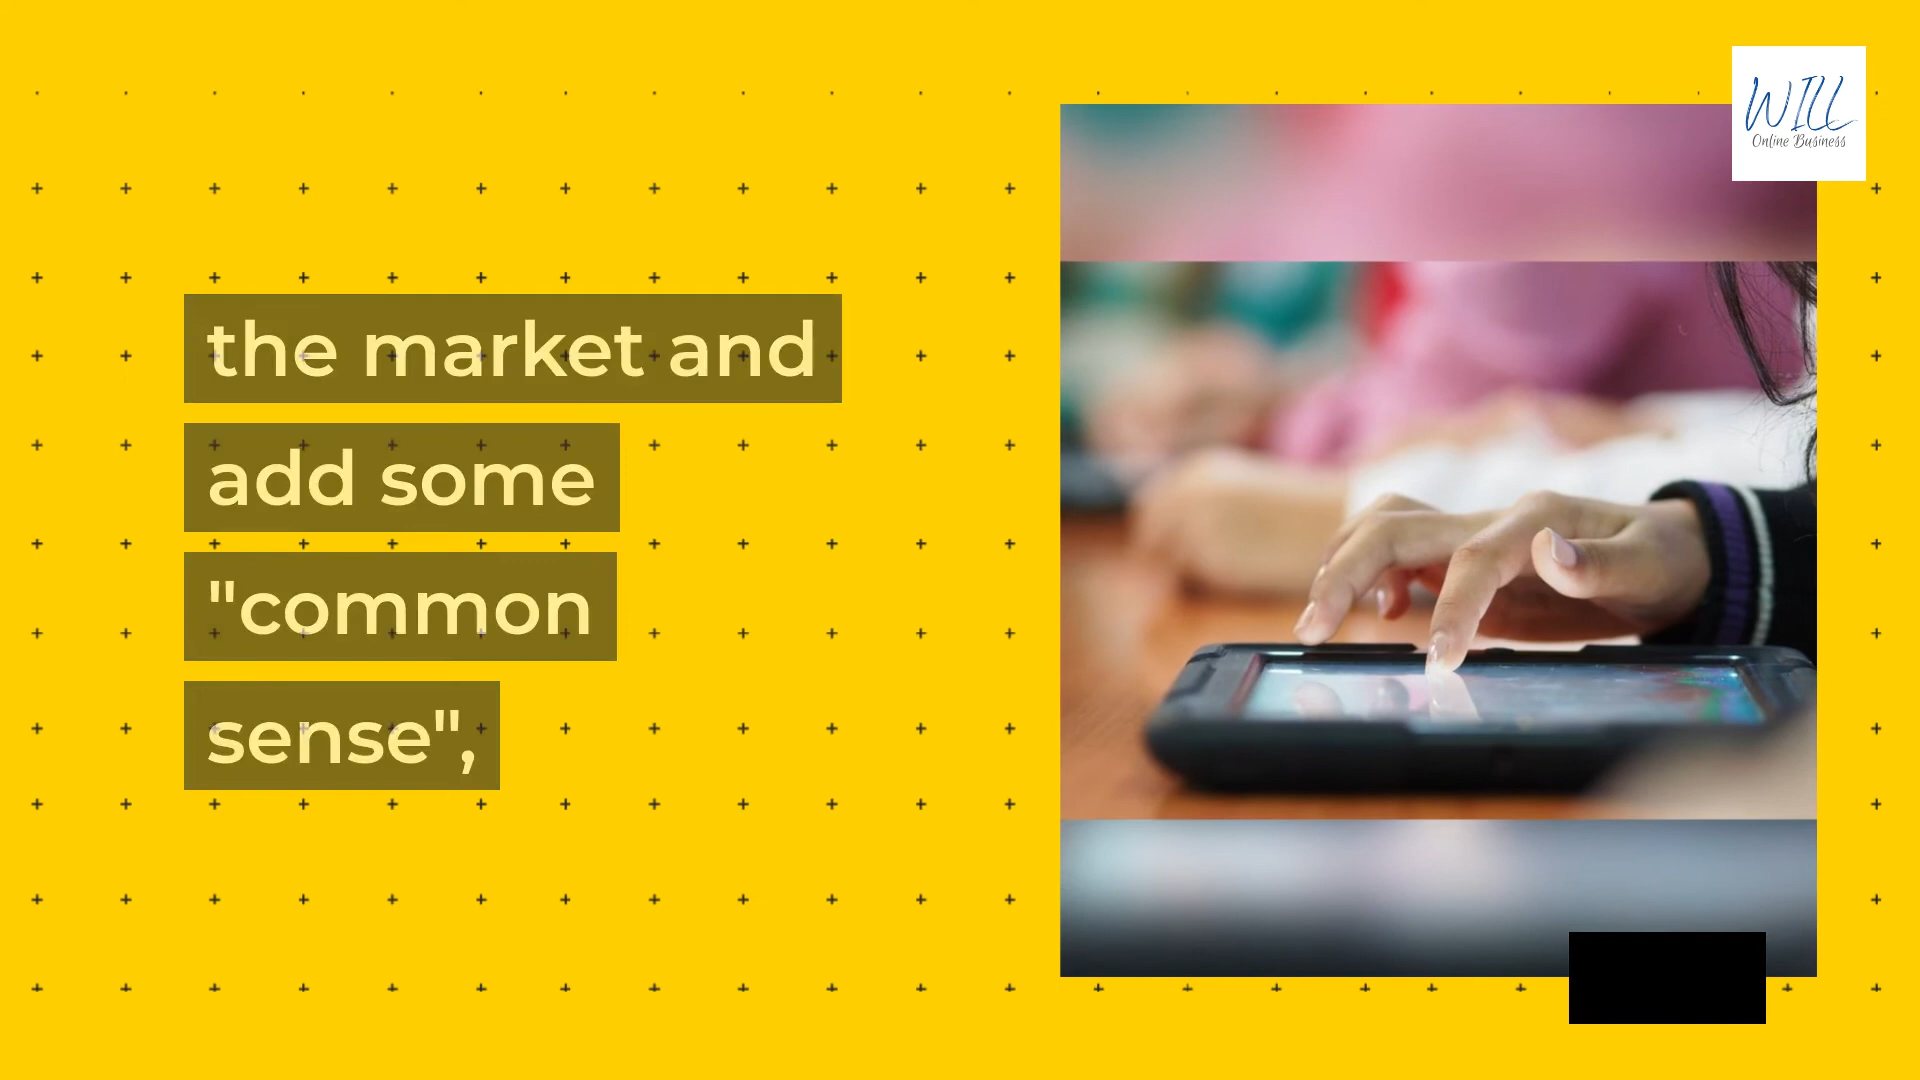 WILL
Online Business
the market and
add some
"common
sense",